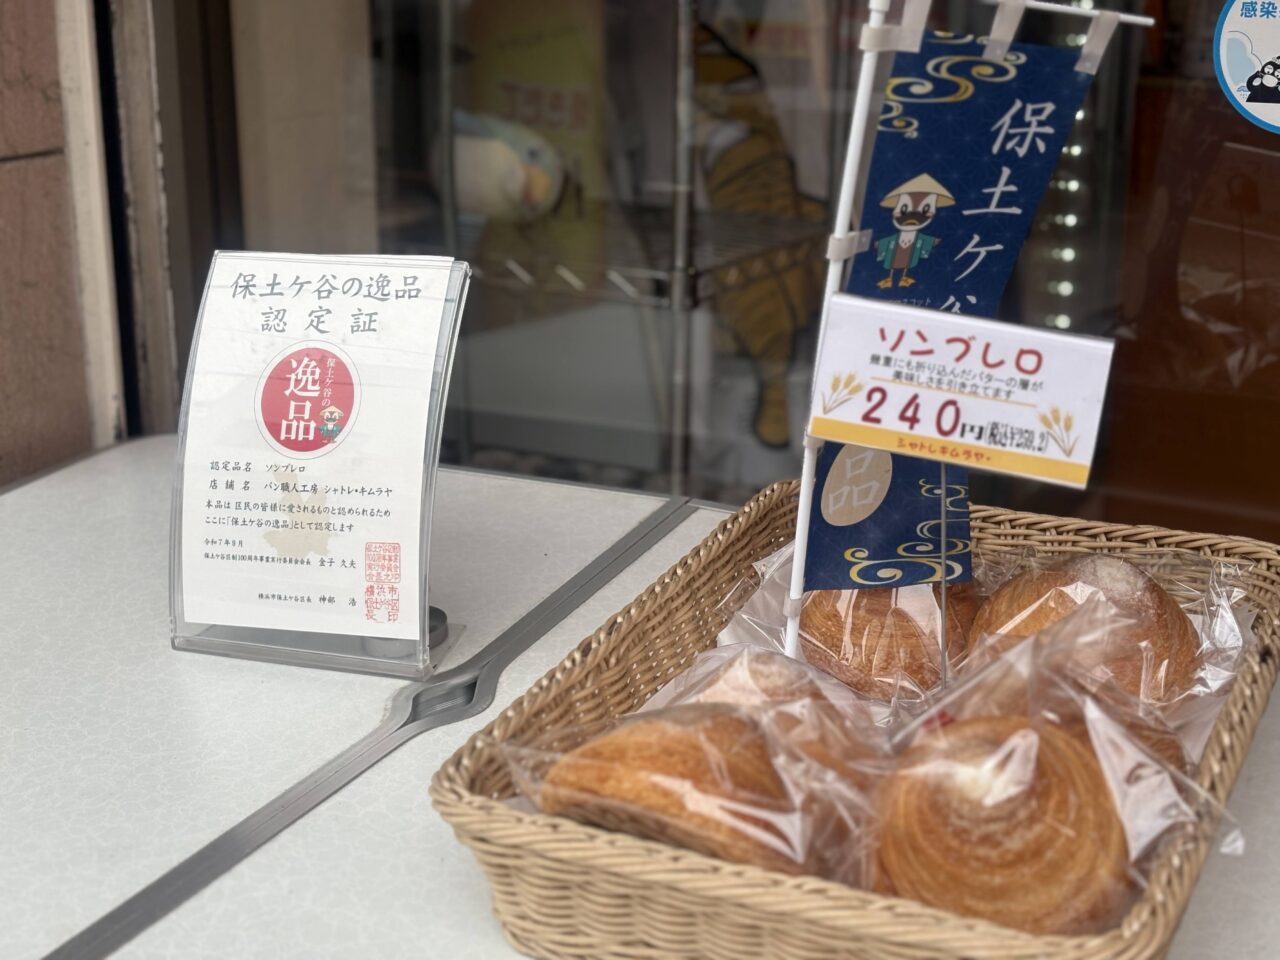 保土ケ谷の逸品
認定証
保土ケ谷の
逸品
認定品名 ソンブレロ
店舗名 パン職人工房 シャトレ・キムラヤ
本品は区民の皆様に愛されるものと認められるため
ここに「保土ケ谷の逸品」として認定します
令和7年9月
保土ケ谷区制100周年事業実行委員会会長 金子 久夫
横浜市保土ケ谷区長 神部 浩
保土ケ谷
品
ソンブレロ
幾重にも折り込んだバターの層が
美味しさを引き立てます
240円(税込¥259.2)
シャトレキムラヤ.
感染